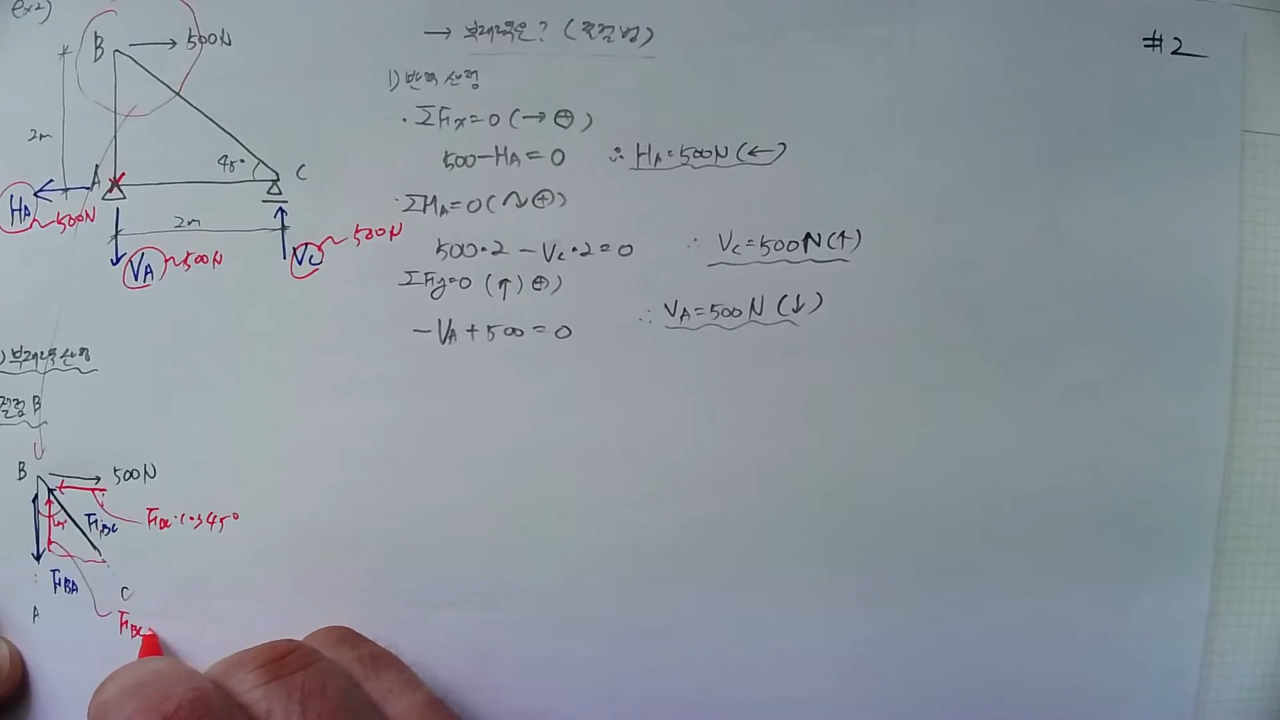 ex2)
B → 500N
2m
45°
A
C
HA
500N
2m
VA
500N
VC
500N
→ 부재력은? (절점법)
#2
1) 반력 산정
· ΣFx=0 (→ ⊕)
500-HA=0 ∴ HA=500N(←)
· ΣMA=0 (↷⊕)
500·2-Vc·2=0 ∴ Vc=500N(↑)
ΣFy=0 (↑)⊕)
-VA+500=0 ∴ VA=500N(↓)
) 부재력 산정
절점 B
B → 500N
45°
FBC
FBC·cos45°
FBA
C
A
FBC